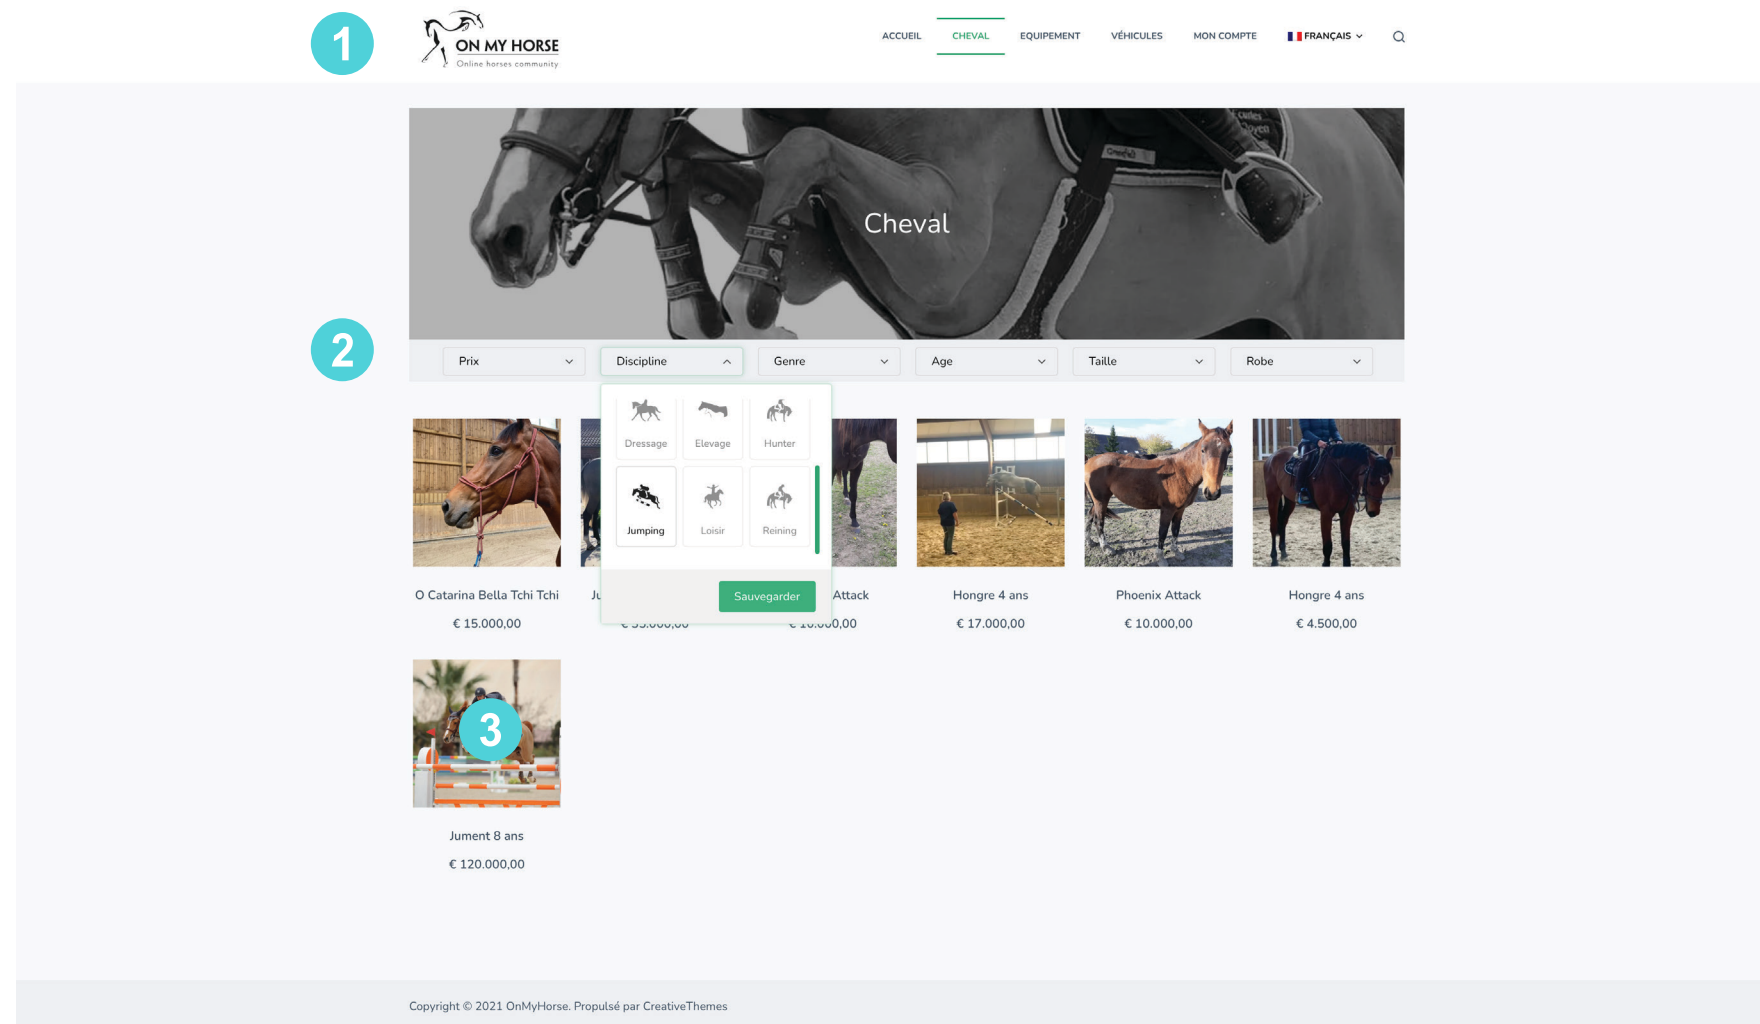 1
ON MY HORSE
Online horses community
ACCUEIL CHEVAL EQUIPEMENT VÉHICULES MON COMPTE FRANÇAIS
Cheval
2
Prix Discipline Genre Age Taille Robe
Dressage Elevage Hunter
Jumping Loisir Reining
Sauvegarder
O Catarina Bella Tchi Tchi Attack Hongre 4 ans Phoenix Attack Hongre 4 ans
€ 15.000,00 € 17.000,00 € 10.000,00 € 4.500,00
3
Jument 8 ans
€ 120.000,00
Copyright © 2021 OnMyHorse. Propulsé par CreativeThemes